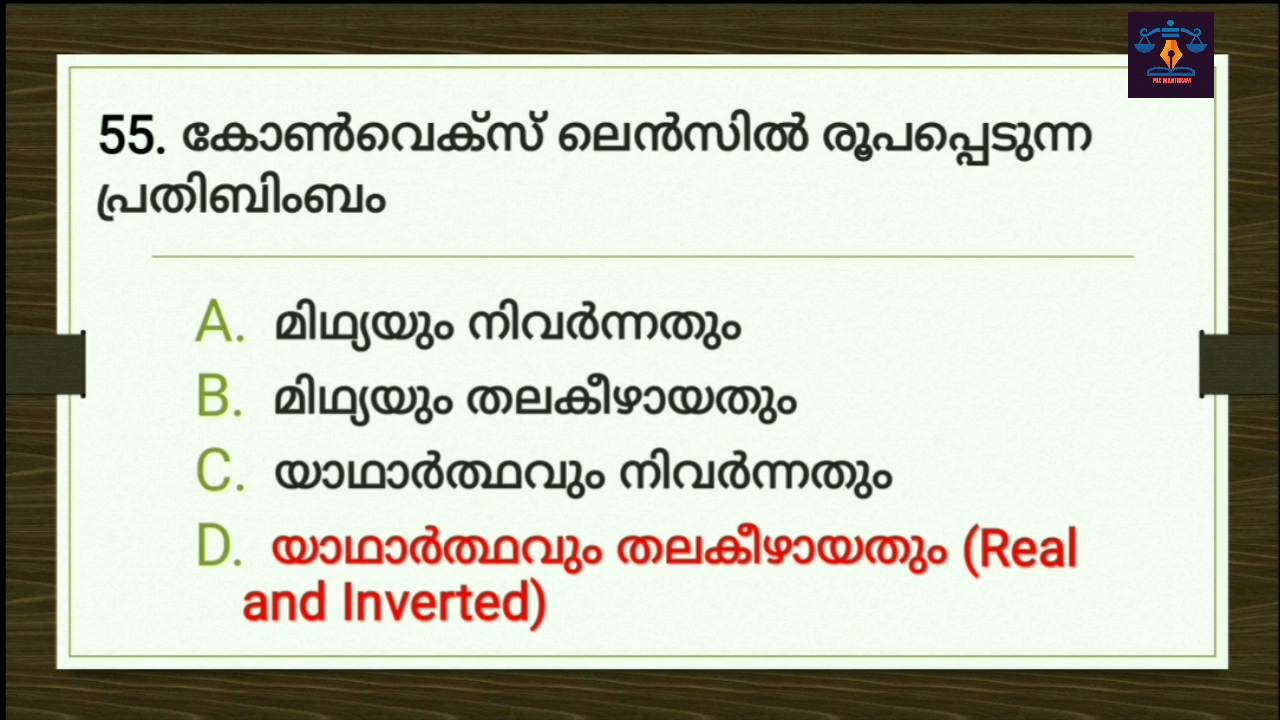 55. കോൺവെക്സ് ലെൻസിൽ രൂപപ്പെടുന്ന
പ്രതിബിംബം
A. മിഥ്യയും നിവർന്നതും
B. മിഥ്യയും തലകീഴായതും
C. യാഥാർത്ഥവും നിവർന്നതും
D. യാഥാർത്ഥവും തലകീഴായതും (Real
and Inverted)